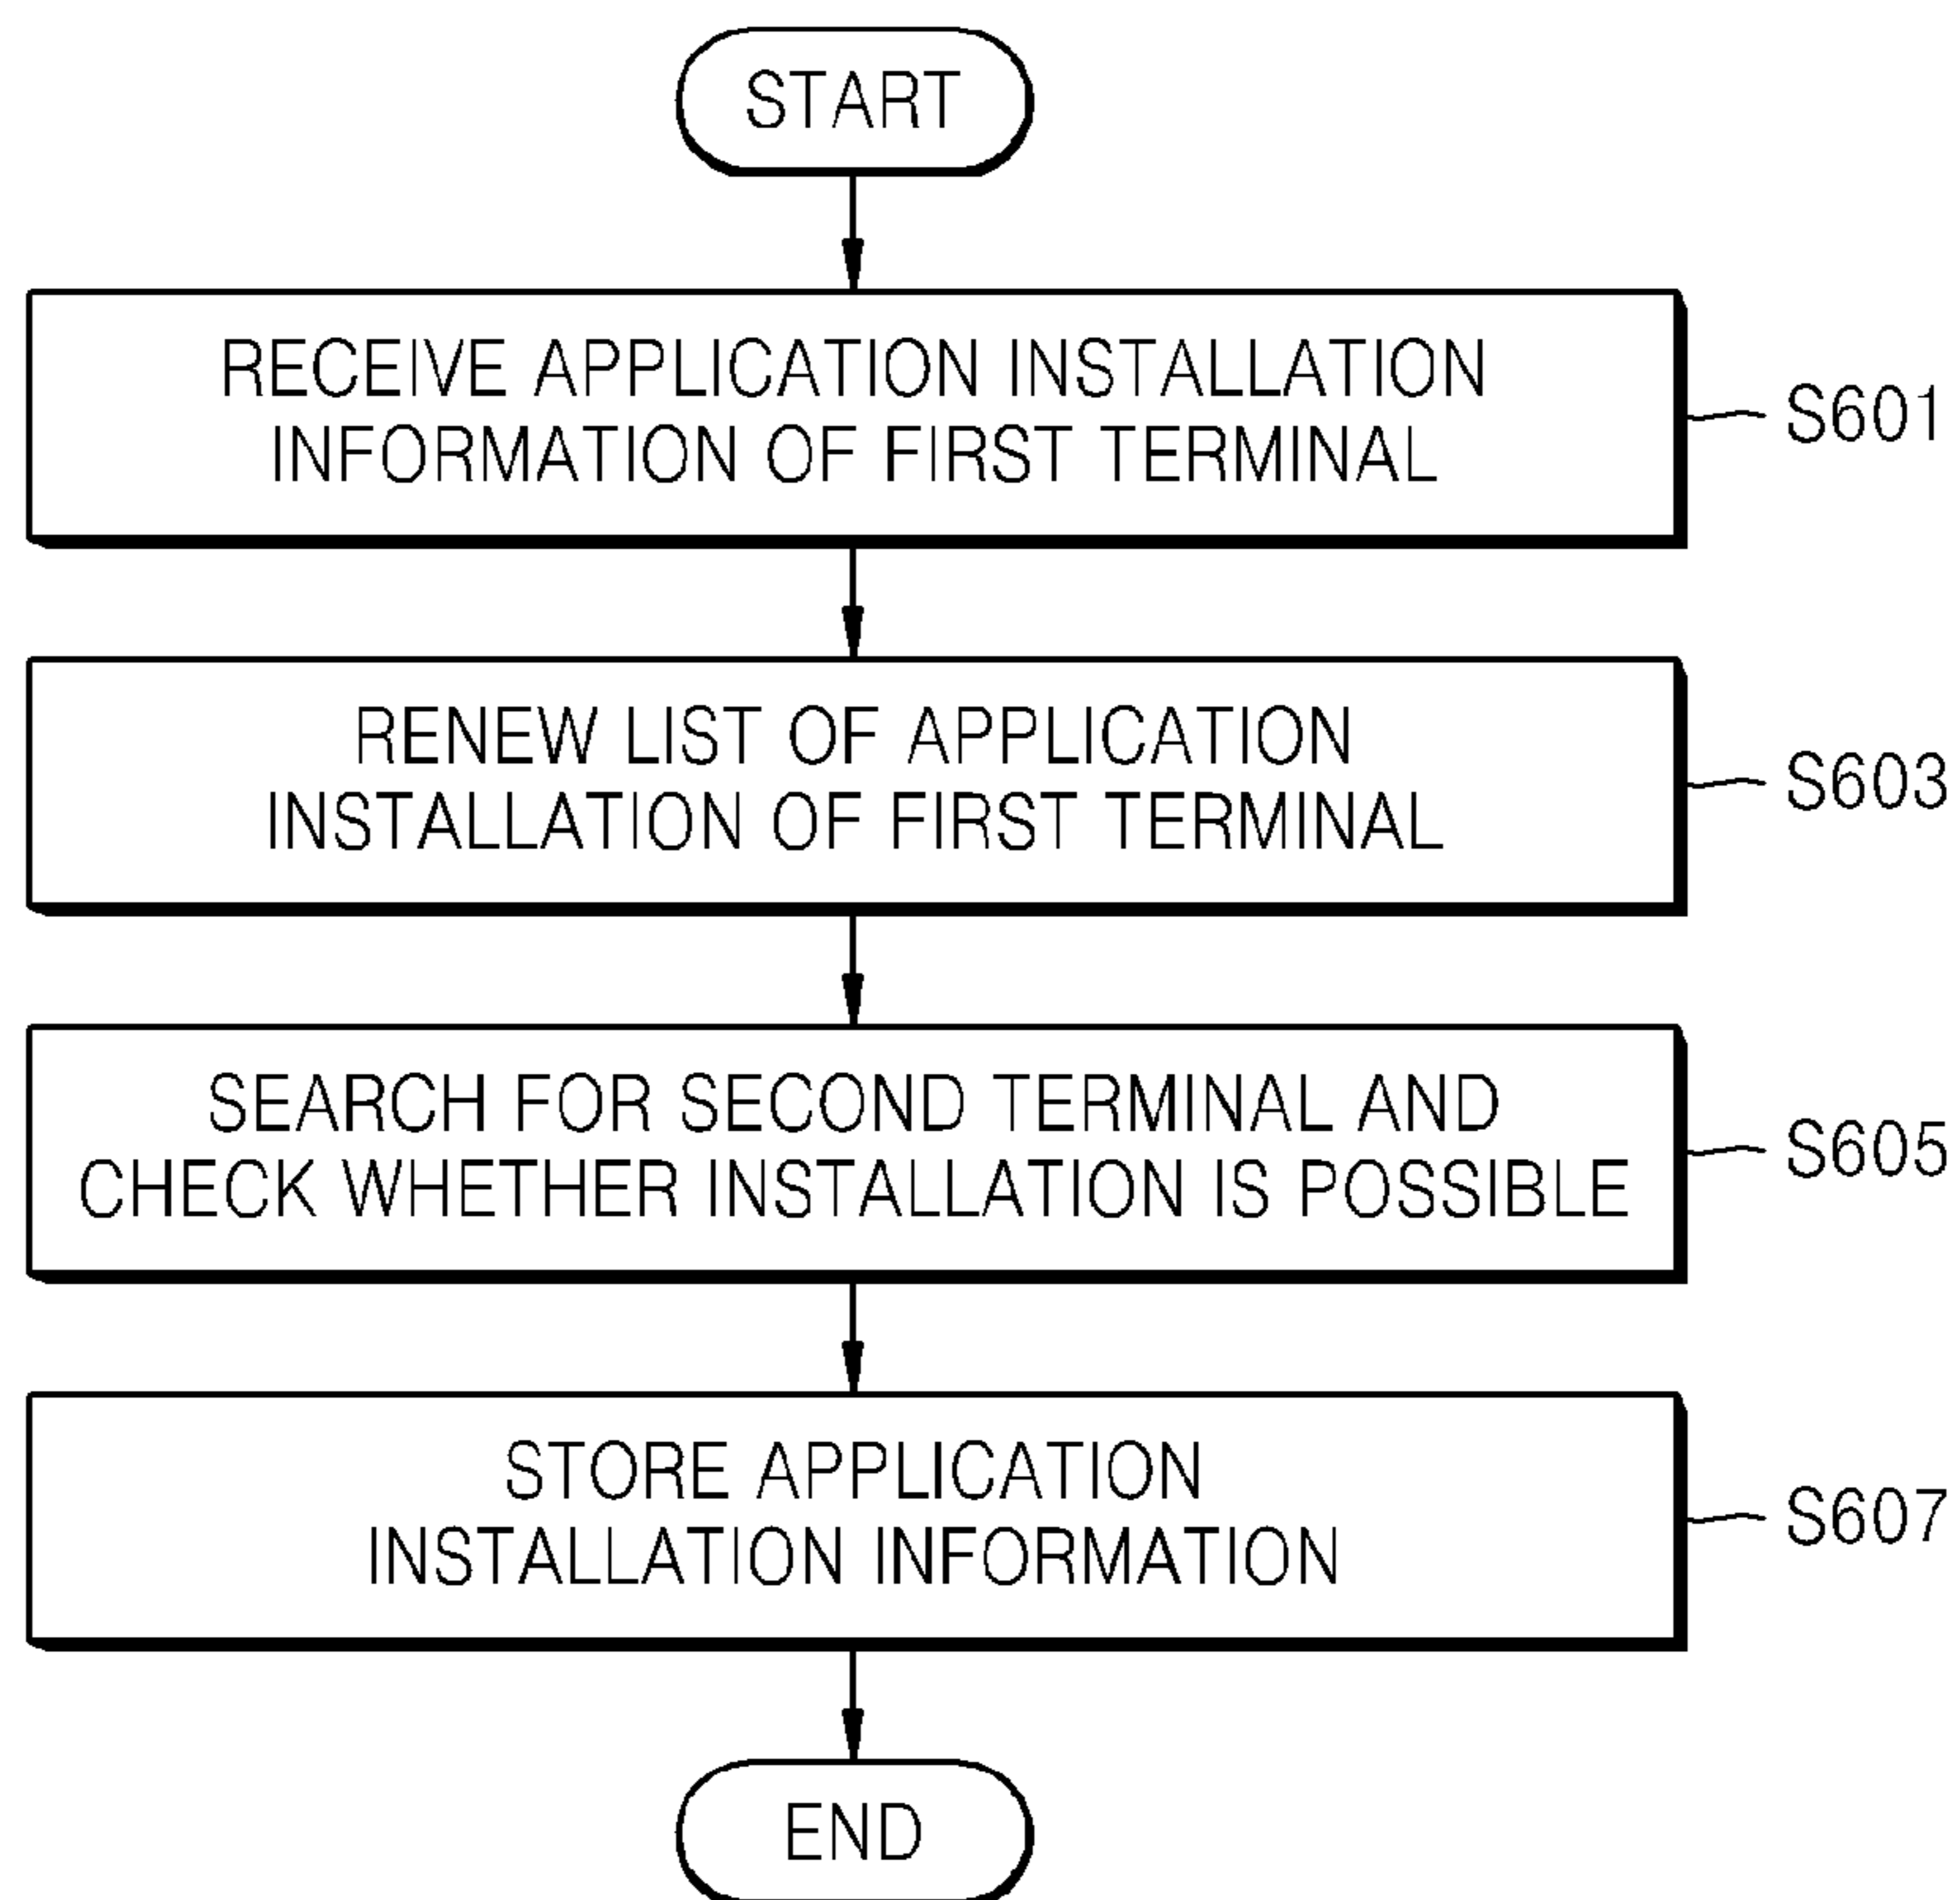 START
RECEIVE APPLICATION INSTALLATION
INFORMATION OF FIRST TERMINAL
S601
RENEW LIST OF APPLICATION
INSTALLATION OF FIRST TERMINAL
S603
SEARCH FOR SECOND TERMINAL AND
CHECK WHETHER INSTALLATION IS POSSIBLE
S605
STORE APPLICATION
INSTALLATION INFORMATION
S607
END